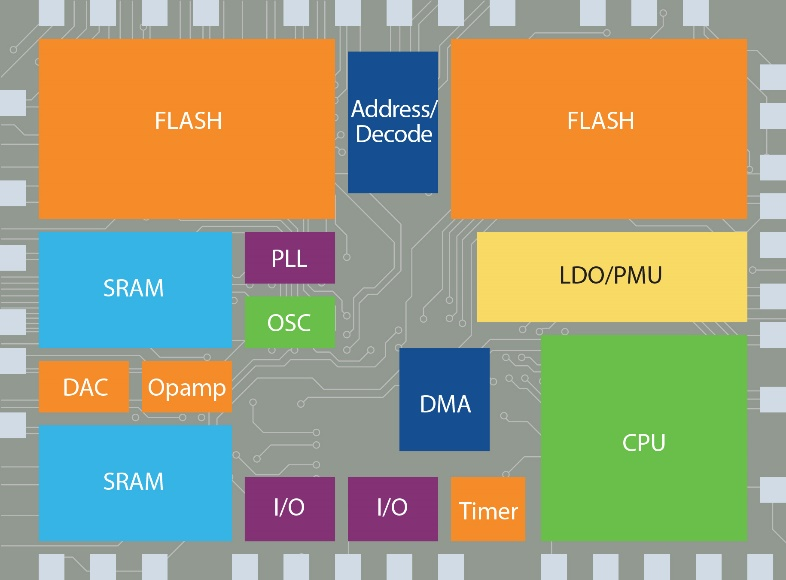 FLASH
Address/
Decode
FLASH
SRAM
PLL
OSC
LDO/PMU
DAC
Opamp
DMA
CPU
SRAM
I/O
I/O
Timer